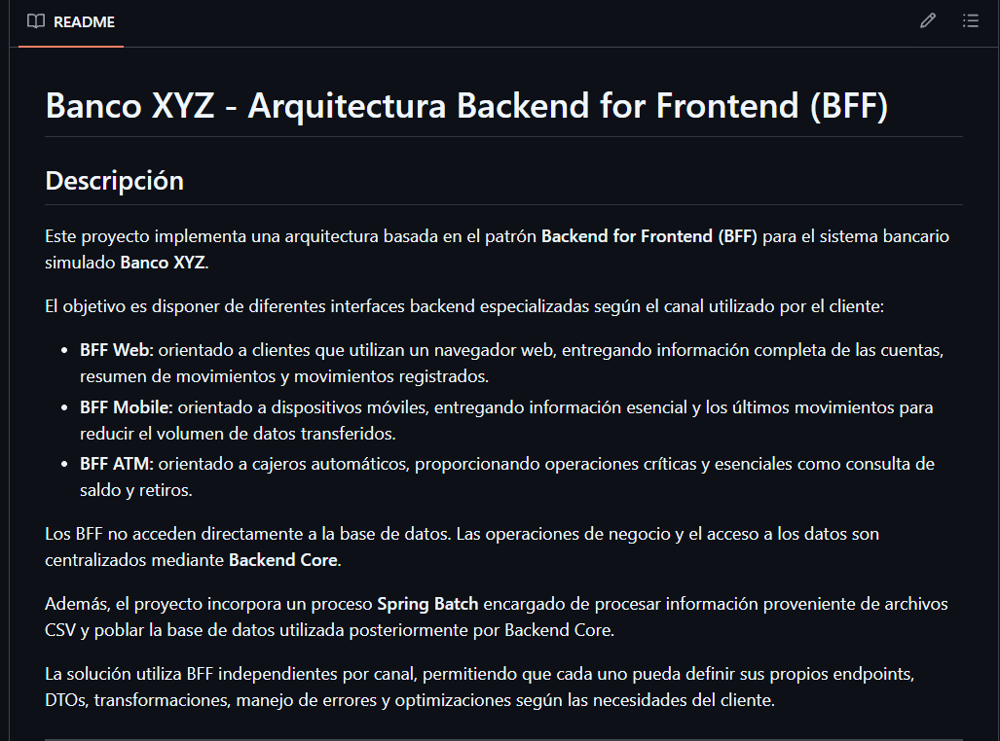 README
Banco XYZ - Arquitectura Backend for Frontend (BFF)
Descripción
Este proyecto implementa una arquitectura basada en el patrón Backend for Frontend (BFF) para el sistema bancario
simulado Banco XYZ.
El objetivo es disponer de diferentes interfaces backend especializadas según el canal utilizado por el cliente:
• BFF Web: orientado a clientes que utilizan un navegador web, entregando información completa de las cuentas,
resumen de movimientos y movimientos registrados.
• BFF Mobile: orientado a dispositivos móviles, entregando información esencial y los últimos movimientos para
reducir el volumen de datos transferidos.
• BFF ATM: orientado a cajeros automáticos, proporcionando operaciones críticas y esenciales como consulta de
saldo y retiros.
Los BFF no acceden directamente a la base de datos. Las operaciones de negocio y el acceso a los datos son
centralizados mediante Backend Core.
Además, el proyecto incorpora un proceso Spring Batch encargado de procesar información proveniente de archivos
CSV y poblar la base de datos utilizada posteriormente por Backend Core.
La solución utiliza BFF independientes por canal, permitiendo que cada uno pueda definir sus propios endpoints,
DTOs, transformaciones, manejo de errores y optimizaciones según las necesidades del cliente.